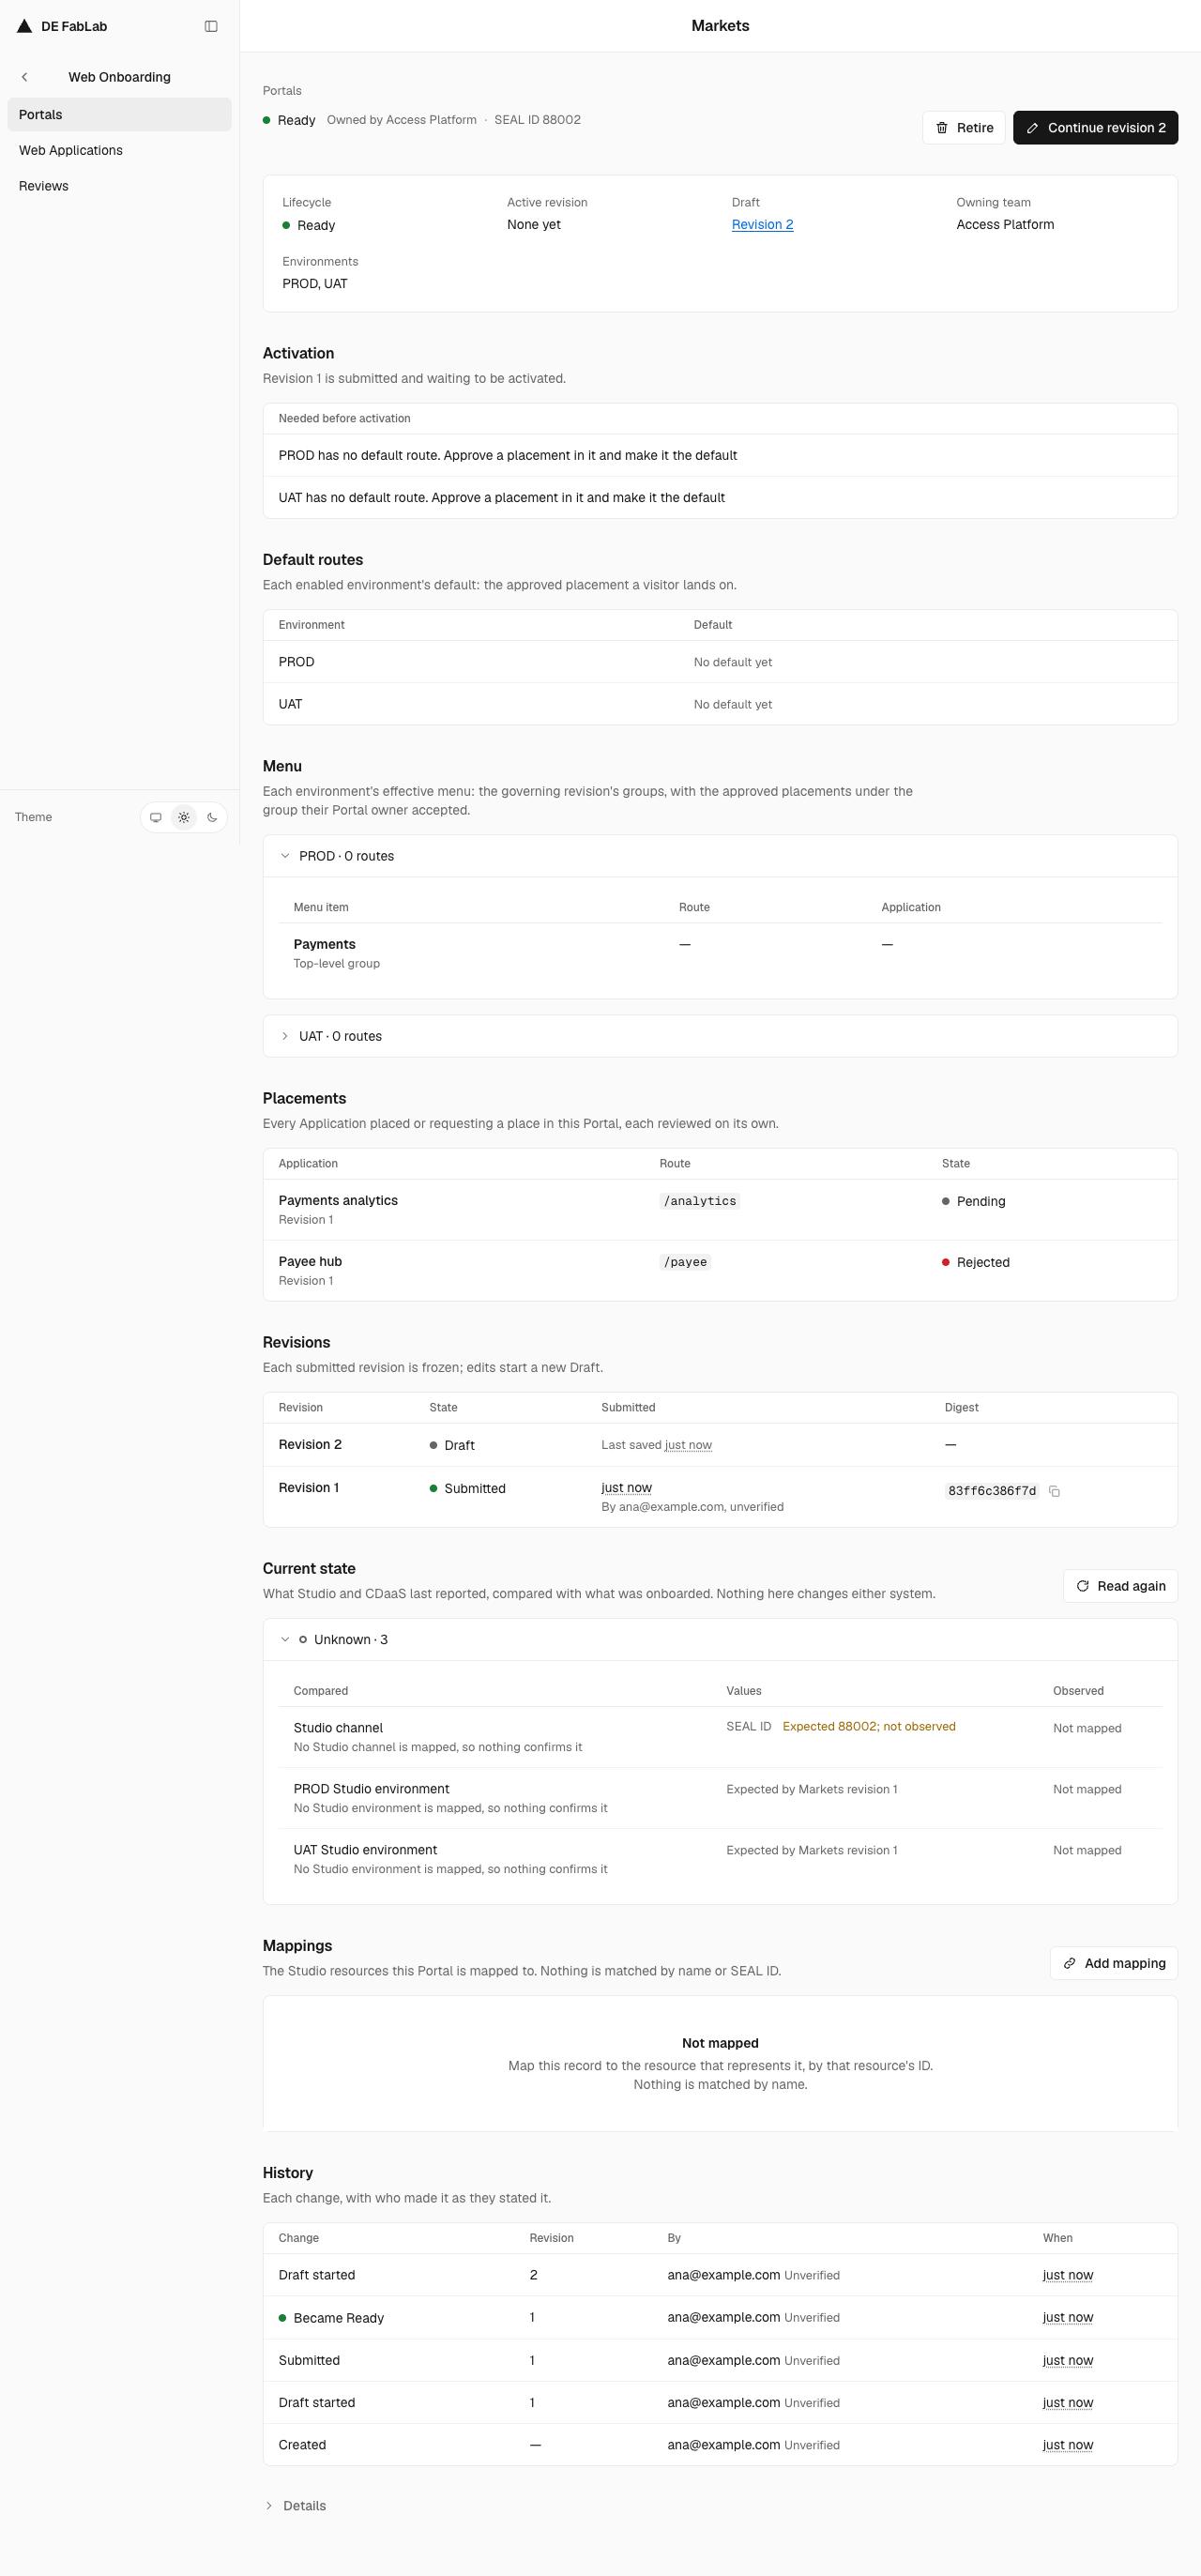 DE FabLab
Markets
Web Onboarding
Portals
Web Applications
Reviews
Theme
Portals
Ready Owned by Access Platform · SEAL ID 88002
Retire
Continue revision 2
Lifecycle Active revision Draft Owning team
Ready None yet Revision 2 Access Platform
Environments
PROD, UAT
Activation
Revision 1 is submitted and waiting to be activated.
Needed before activation
PROD has no default route. Approve a placement in it and make it the default
UAT has no default route. Approve a placement in it and make it the default
Default routes
Each enabled environment's default: the approved placement a visitor lands on.
Environment Default
PROD No default yet
UAT No default yet
Menu
Each environment's effective menu: the governing revision's groups, with the approved placements under the
group their Portal owner accepted.
PROD · 0 routes
Menu item Route Application
Payments — —
Top-level group
UAT · 0 routes
Placements
Every Application placed or requesting a place in this Portal, each reviewed on its own.
Application Route State
Payments analytics /analytics Pending
Revision 1
Payee hub /payee Rejected
Revision 1
Revisions
Each submitted revision is frozen; edits start a new Draft.
Revision State Submitted Digest
Revision 2 Draft Last saved just now —
Revision 1 Submitted just now 83ff6c386f7d
By ana@example.com, unverified
Current state
What Studio and CDaaS last reported, compared with what was onboarded. Nothing here changes either system.
Read again
Unknown · 3
Compared Values Observed
Studio channel SEAL ID Expected 88002; not observed Not mapped
No Studio channel is mapped, so nothing confirms it
PROD Studio environment Expected by Markets revision 1 Not mapped
No Studio environment is mapped, so nothing confirms it
UAT Studio environment Expected by Markets revision 1 Not mapped
No Studio environment is mapped, so nothing confirms it
Mappings
The Studio resources this Portal is mapped to. Nothing is matched by name or SEAL ID.
Add mapping
Not mapped
Map this record to the resource that represents it, by that resource's ID.
Nothing is matched by name.
History
Each change, with who made it as they stated it.
Change Revision By When
Draft started 2 ana@example.com Unverified just now
Became Ready 1 ana@example.com Unverified just now
Submitted 1 ana@example.com Unverified just now
Draft started 1 ana@example.com Unverified just now
Created — ana@example.com Unverified just now
Details